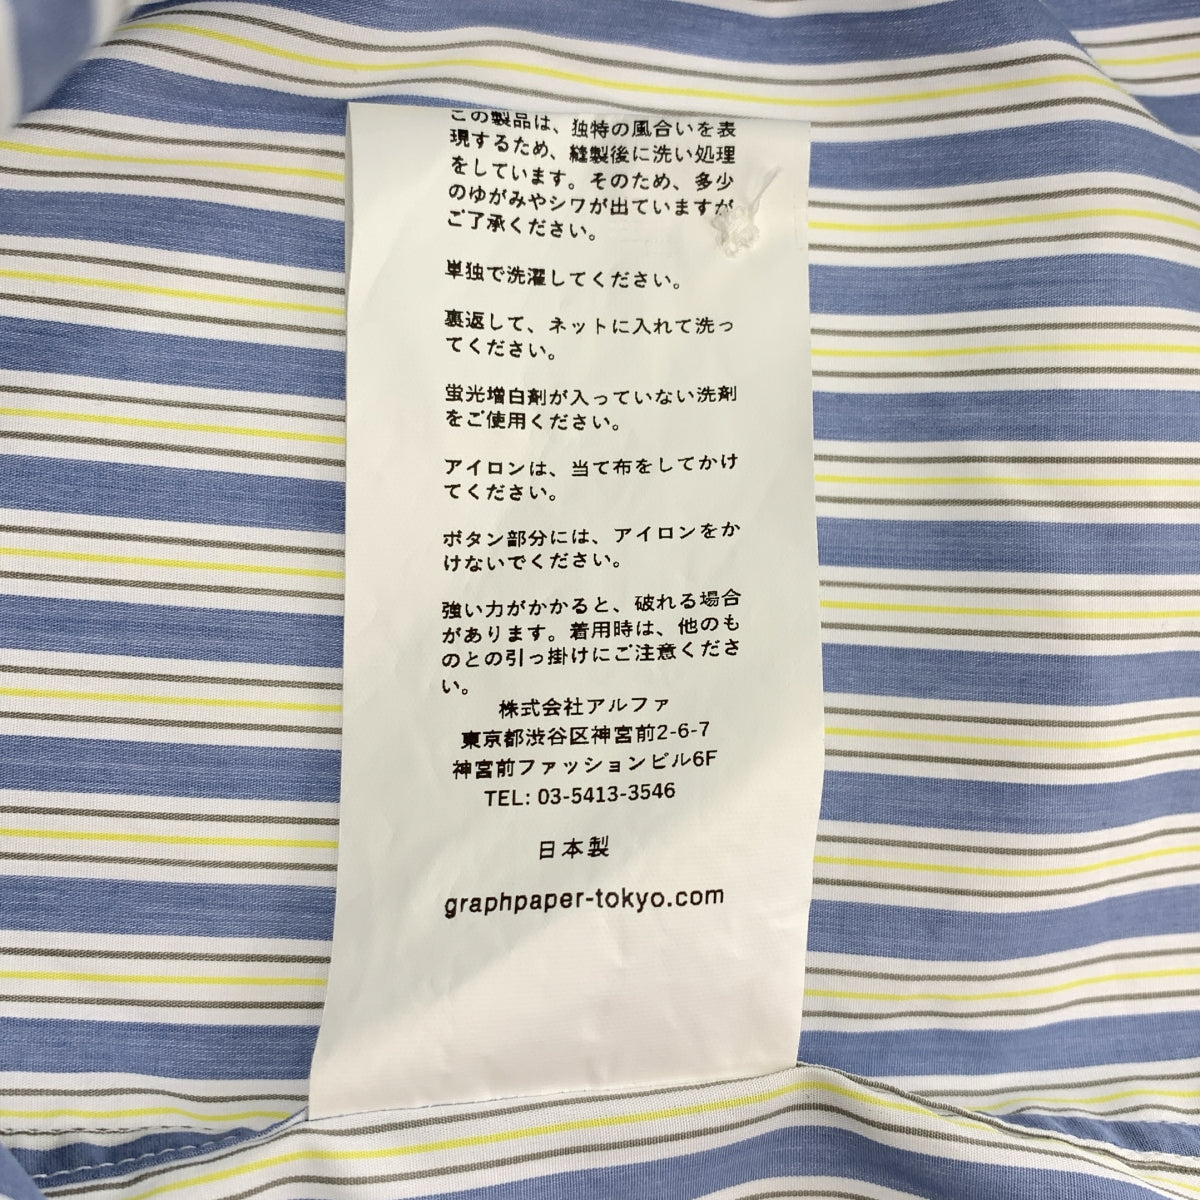 この製品は、独特の風合いを表
現するため、縫製後に洗い処理
をしています。そのため、多少
のゆがみやシワが出ていますが
ご了承ください。
単独で洗濯してください。
裏返して、ネットに入れて洗っ
てください。
蛍光増白剤が入っていない洗剤
をご使用ください。
アイロンは、当て布をしてかけ
てください。
ボタン部分には、アイロンをか
けないでください。
強い力がかかると、破れる場合
があります。着用時は、他のも
のとの引っ掛けにご注意くださ
い。
株式会社アルファ
東京都渋谷区神宮前2-6-7
神宮前ファッションビル6F
TEL: 03-5413-3546
日本製
graphpaper-tokyo.com